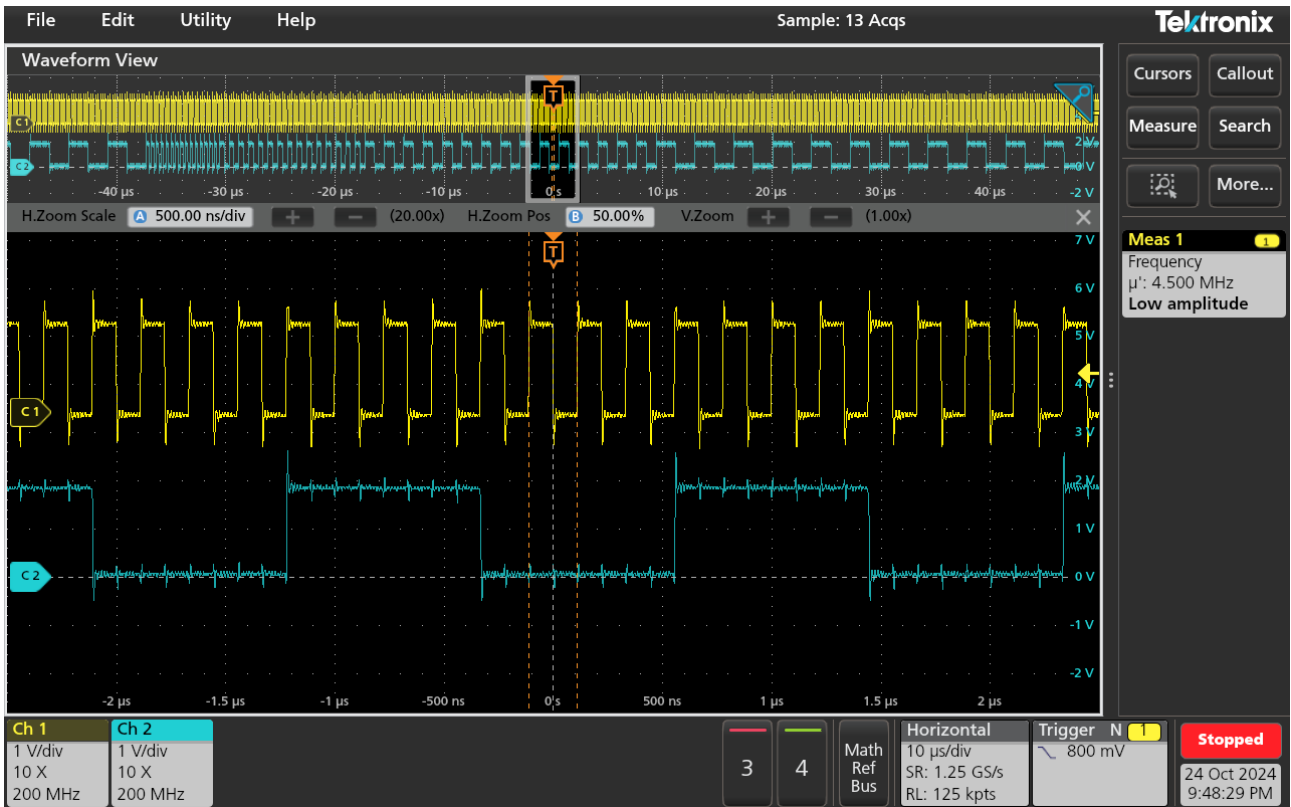 File Edit Utility Help Sample: 13 Acqs Tektronix
Waveform View
Cursors Callout
Measure Search
More...
T
C 1
C 2
2 V
0 V
-2 V
-40 µs -30 µs -20 µs -10 µs 0 s 10 µs 20 µs 30 µs 40 µs
H.Zoom Scale A 500.00 ns/div + − (20.00x) H.Zoom Pos B 50.00% V.Zoom + − (1.00x) ×
Meas 1 1
Frequency
µ': 4.500 MHz
Low amplitude
T
7 V
6 V
5 V
4 V
C 1
3 V
2 V
1 V
C 2
0 V
-1 V
-2 V
-2 µs -1.5 µs -1 µs -500 ns 0 s 500 ns 1 µs 1.5 µs 2 µs
Ch 1
1 V/div
10 X
200 MHz
Ch 2
1 V/div
10 X
200 MHz
3
4
Math
Ref
Bus
Horizontal
10 µs/div
SR: 1.25 GS/s
RL: 125 kpts
Trigger N 1
800 mV
Stopped
24 Oct 2024
9:48:29 PM